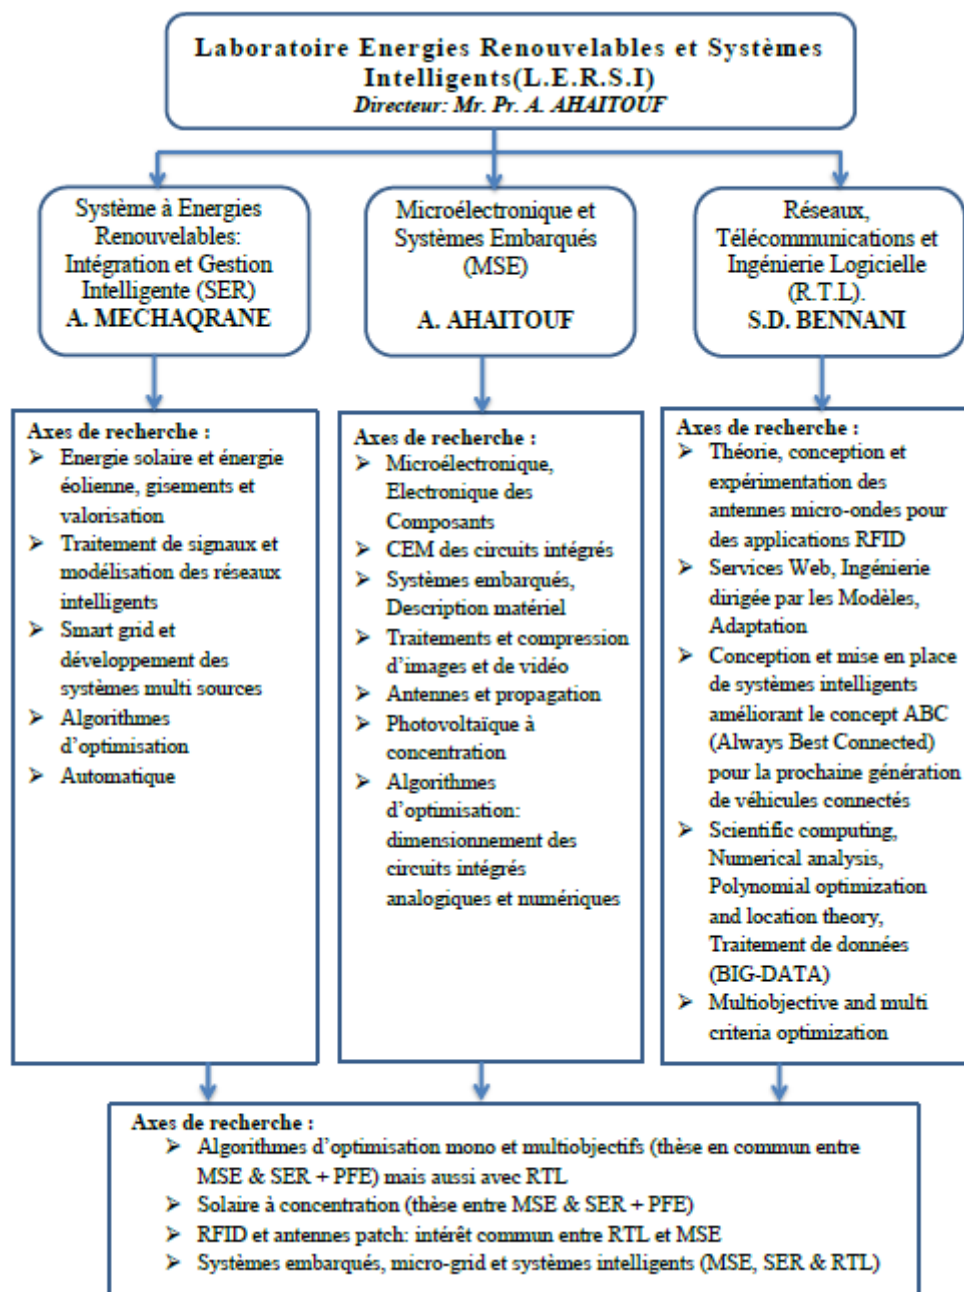 Laboratoire Energies Renouvelables et Systèmes
Intelligents(L.E.R.S.I)
Directeur: Mr. Pr. A. AHAITOUF
Système à Energies
Renouvelables:
Intégration et Gestion
Intelligente (SER)
A. MECHAQRANE
Microélectronique et
Systèmes Embarqués
(MSE)
A. AHAITOUF
Réseaux,
Télécommunications et
Ingénierie Logicielle
(R.T.L).
S.D. BENNANI
Axes de recherche :
➢ Energie solaire et énergie
éolienne, gisements et
valorisation
➢ Traitement de signaux et
modélisation des réseaux
intelligents
➢ Smart grid et
développement des
systèmes multi sources
➢ Algorithmes
d’optimisation
➢ Automatique
Axes de recherche :
➢ Microélectronique,
Electronique des
Composants
➢ CEM des circuits intégrés
➢ Systèmes embarqués,
Description matériel
➢ Traitements et compression
d’images et de vidéo
➢ Antennes et propagation
➢ Photovoltaïque à
concentration
➢ Algorithmes
d’optimisation:
dimensionnement des
circuits intégrés
analogiques et numériques
Axes de recherche :
➢ Théorie, conception et
expérimentation des
antennes micro-ondes pour
des applications RFID
➢ Services Web, Ingénierie
dirigée par les Modèles,
Adaptation
➢ Conception et mise en place
de systèmes intelligents
améliorant le concept ABC
(Always Best Connected)
pour la prochaine génération
de véhicules connectés
➢ Scientific computing,
Numerical analysis,
Polynomial optimization
and location theory,
Traitement de données
(BIG-DATA)
➢ Multiobjective and multi
criteria optimization
Axes de recherche :
➢ Algorithmes d’optimisation mono et multiobjectifs (thèse en commun entre
MSE & SER + PFE) mais aussi avec RTL
➢ Solaire à concentration (thèse entre MSE & SER + PFE)
➢ RFID et antennes patch: intérêt commun entre RTL et MSE
➢ Systèmes embarqués, micro-grid et systèmes intelligents (MSE, SER & RTL)